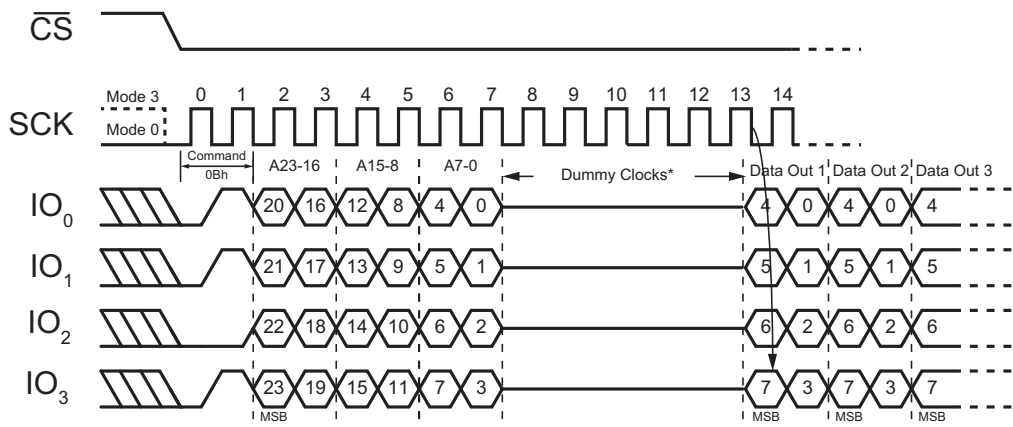 CS
Mode 3 0 1 2 3 4 5 6 7 8 9 10 11 12 13 14
SCK
Mode 0
Command A23-16 A15-8 A7-0 Dummy Clocks* Data Out 1 Data Out 2 Data Out 3
0Bh
IO0 20 16 12 8 4 0 4 0 4 0 4
IO1 21 17 13 9 5 1 5 1 5 1 5
IO2 22 18 14 10 6 2 6 2 6 2 6
IO3 23 19 15 11 7 3 7 3 7 3 7
MSB MSB MSB MSB